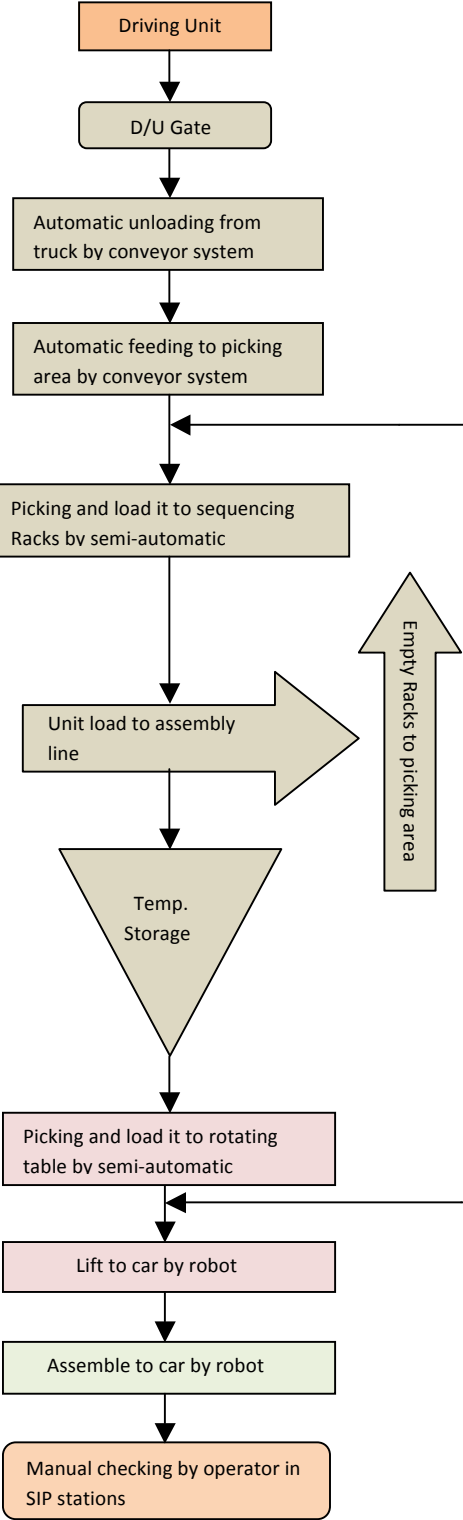 Driving Unit
D/U Gate
Automatic unloading from
truck by conveyor system
Automatic feeding to picking
area by conveyor system
Picking and load it to sequencing
Racks by semi-automatic
Empty Racks to picking area
Unit load to assembly
line
Temp.
Storage
Picking and load it to rotating
table by semi-automatic
Lift to car by robot
Assemble to car by robot
Manual checking by operator in
SIP stations